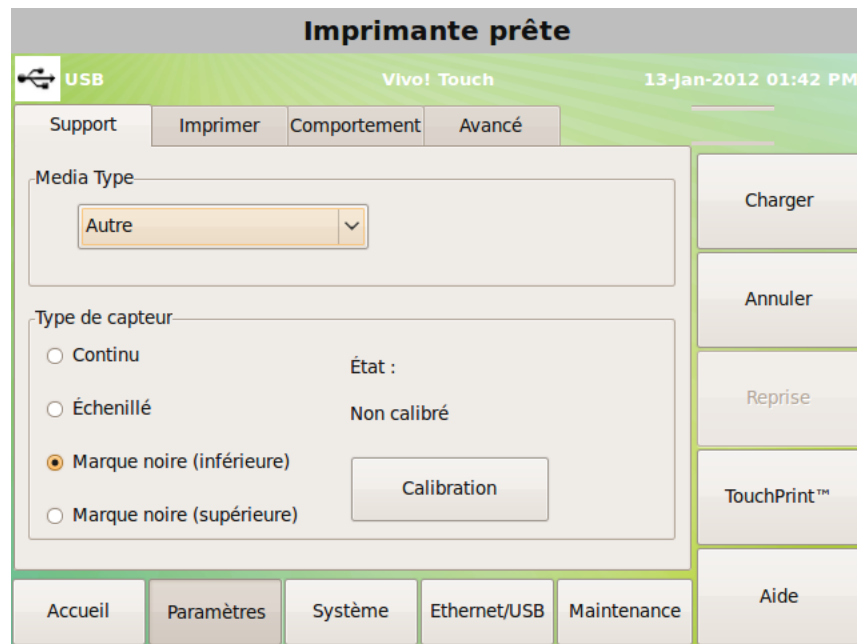 Imprimante prête
USB Vivo! Touch 13-Jan-2012 01:42 PM
Support Imprimer Comportement Avancé
Media Type
Autre
Type de capteur
Continu
Échenillé
Marque noire (inférieure)
Marque noire (supérieure)
État :
Non calibré
Calibration
Charger
Annuler
Reprise
TouchPrint™
Aide
Accueil Paramètres Système Ethernet/USB Maintenance